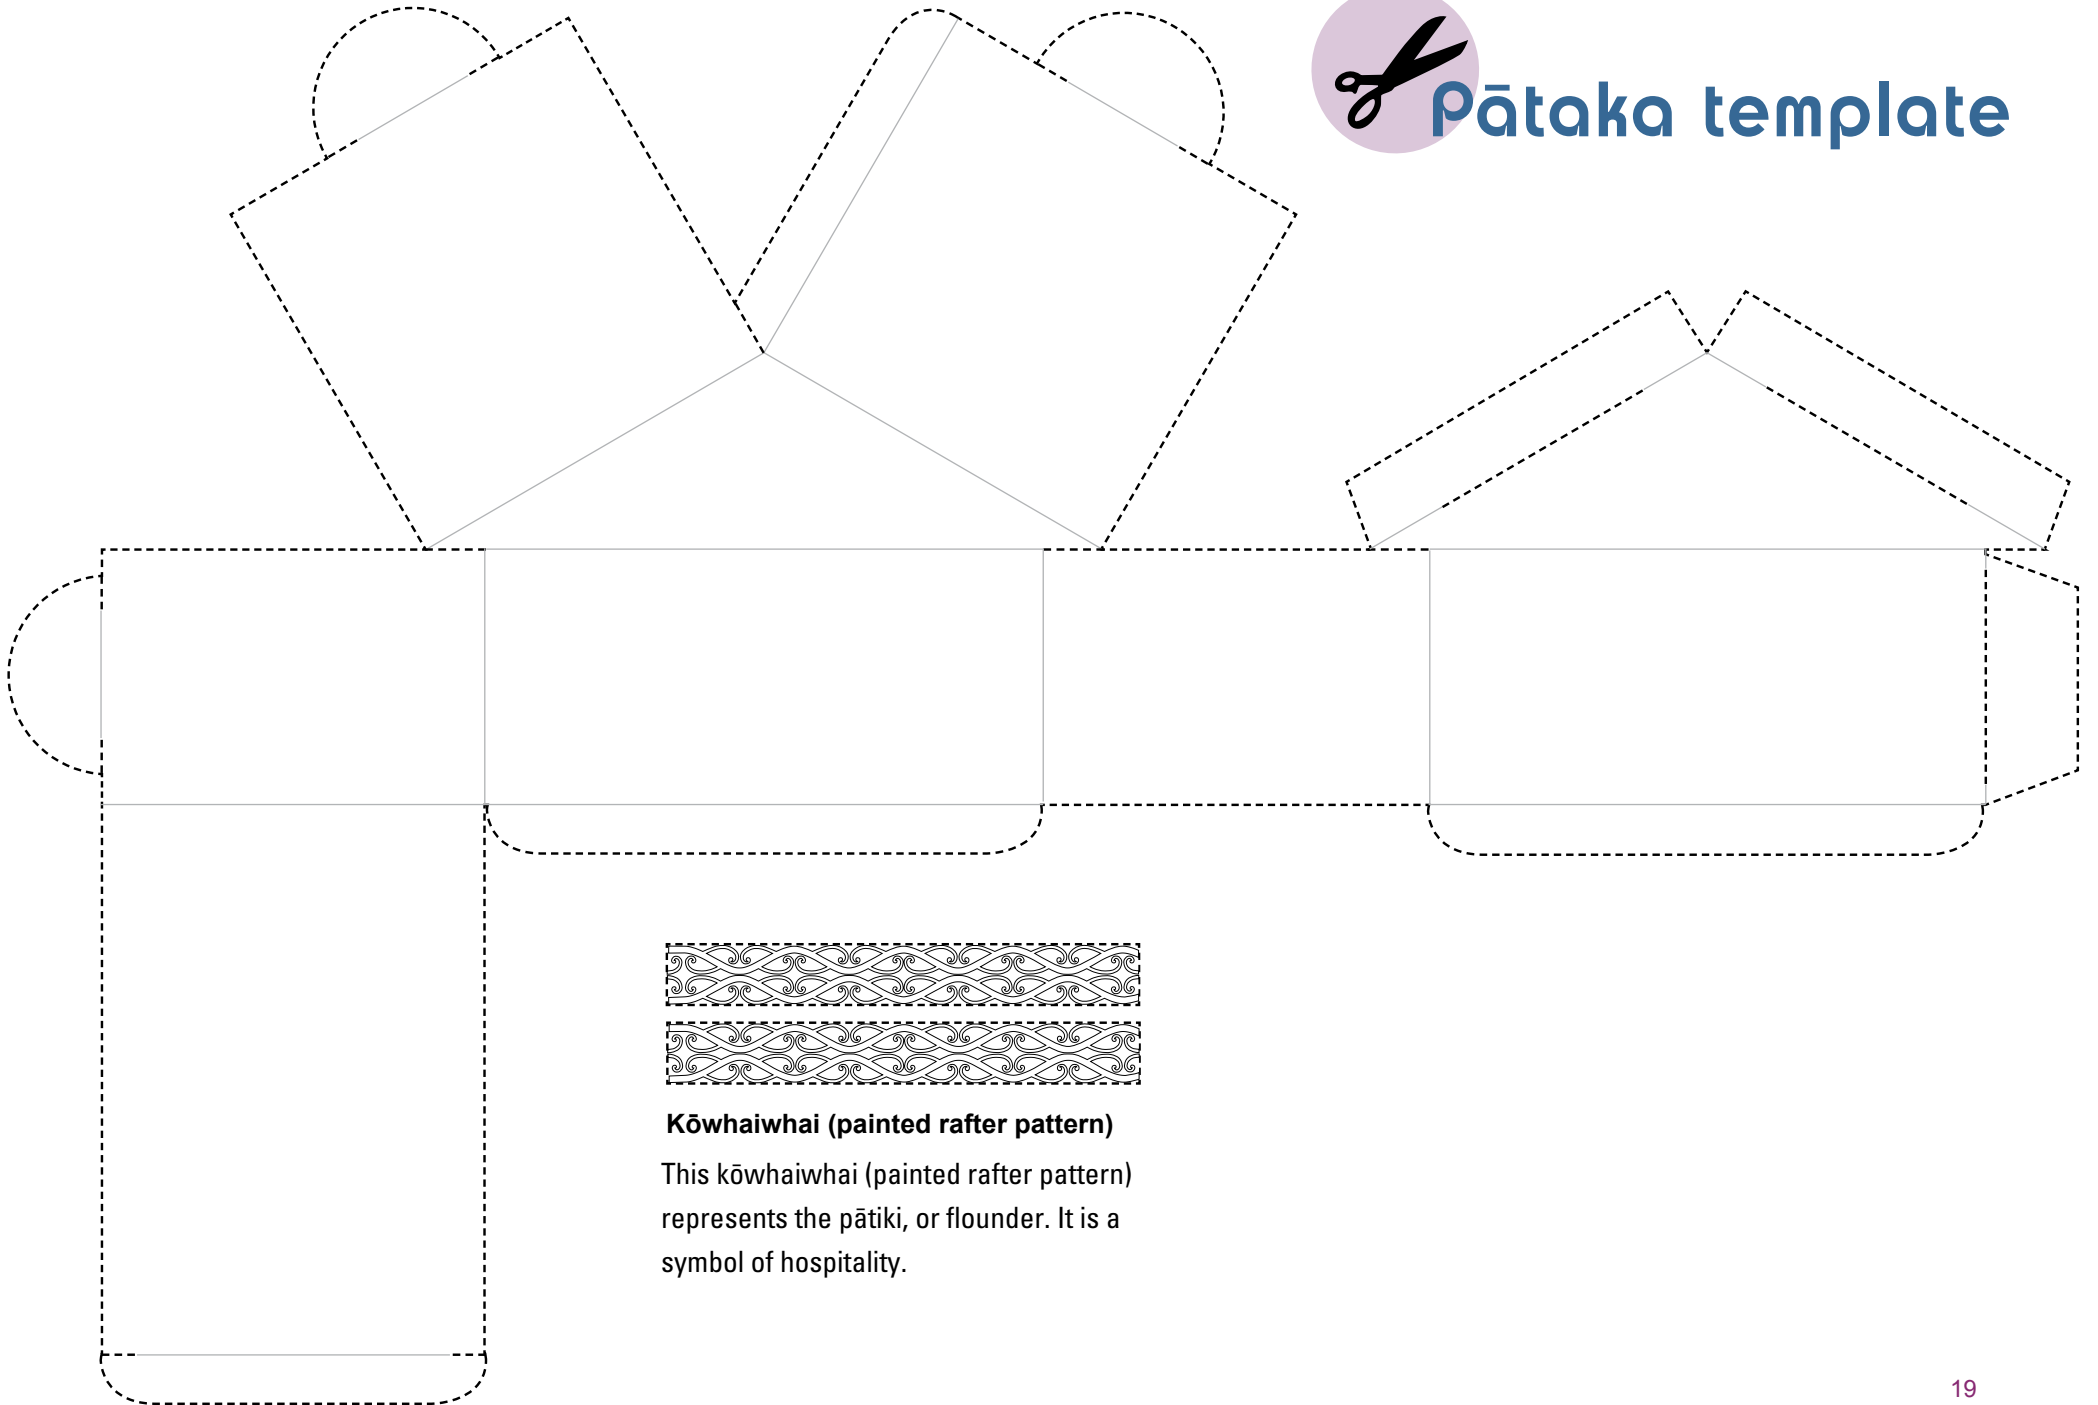 Pātaka template
Kōwhaiwhai (painted rafter pattern)
This kōwhaiwhai (painted rafter pattern)
represents the pātiki, or flounder. It is a
symbol of hospitality.
19